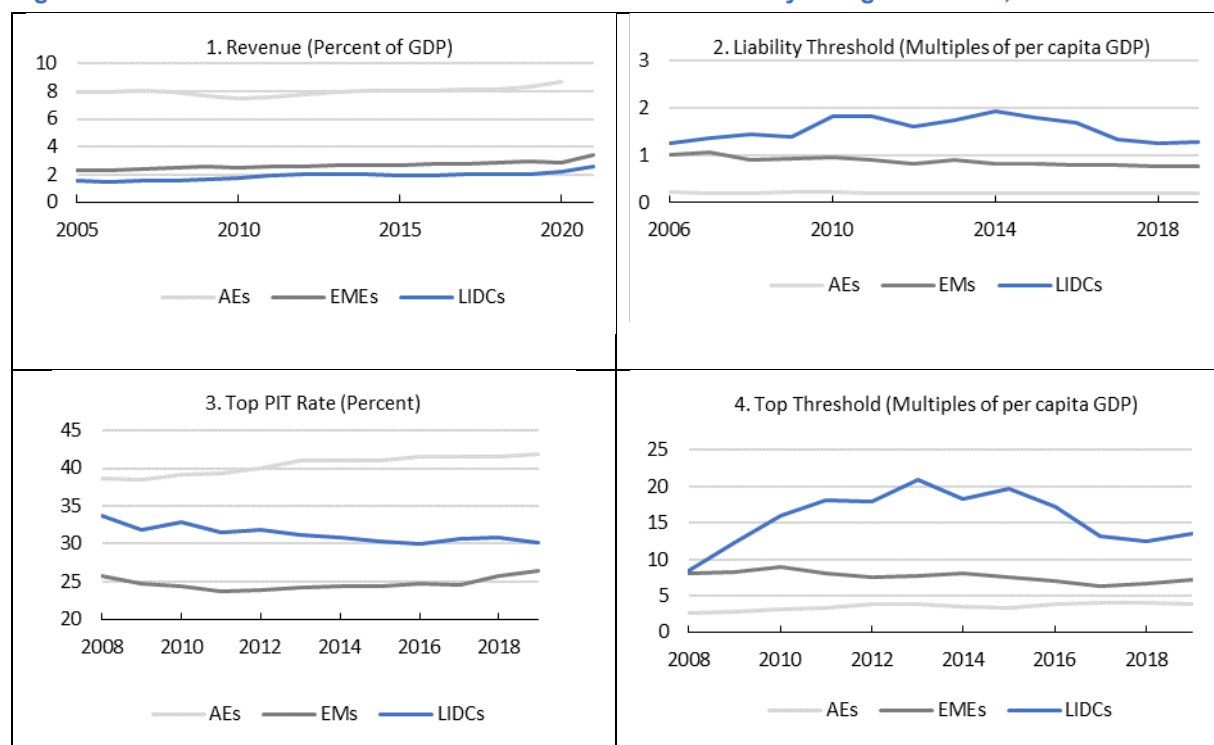 1. Revenue (Percent of GDP)
10
8
6
4
2
0
2005 2010 2015 2020
AEs EMEs LIDCs
2. Liability Threshold (Multiples of per capita GDP)
3
2
1
0
2006 2010 2014 2018
AEs EMs LIDCs
3. Top PIT Rate (Percent)
45
40
35
30
25
20
2008 2010 2012 2014 2016 2018
AEs EMs LIDCs
4. Top Threshold (Multiples of per capita GDP)
25
20
15
10
5
0
2008 2010 2012 2014 2016 2018
AEs EMEs LIDCs